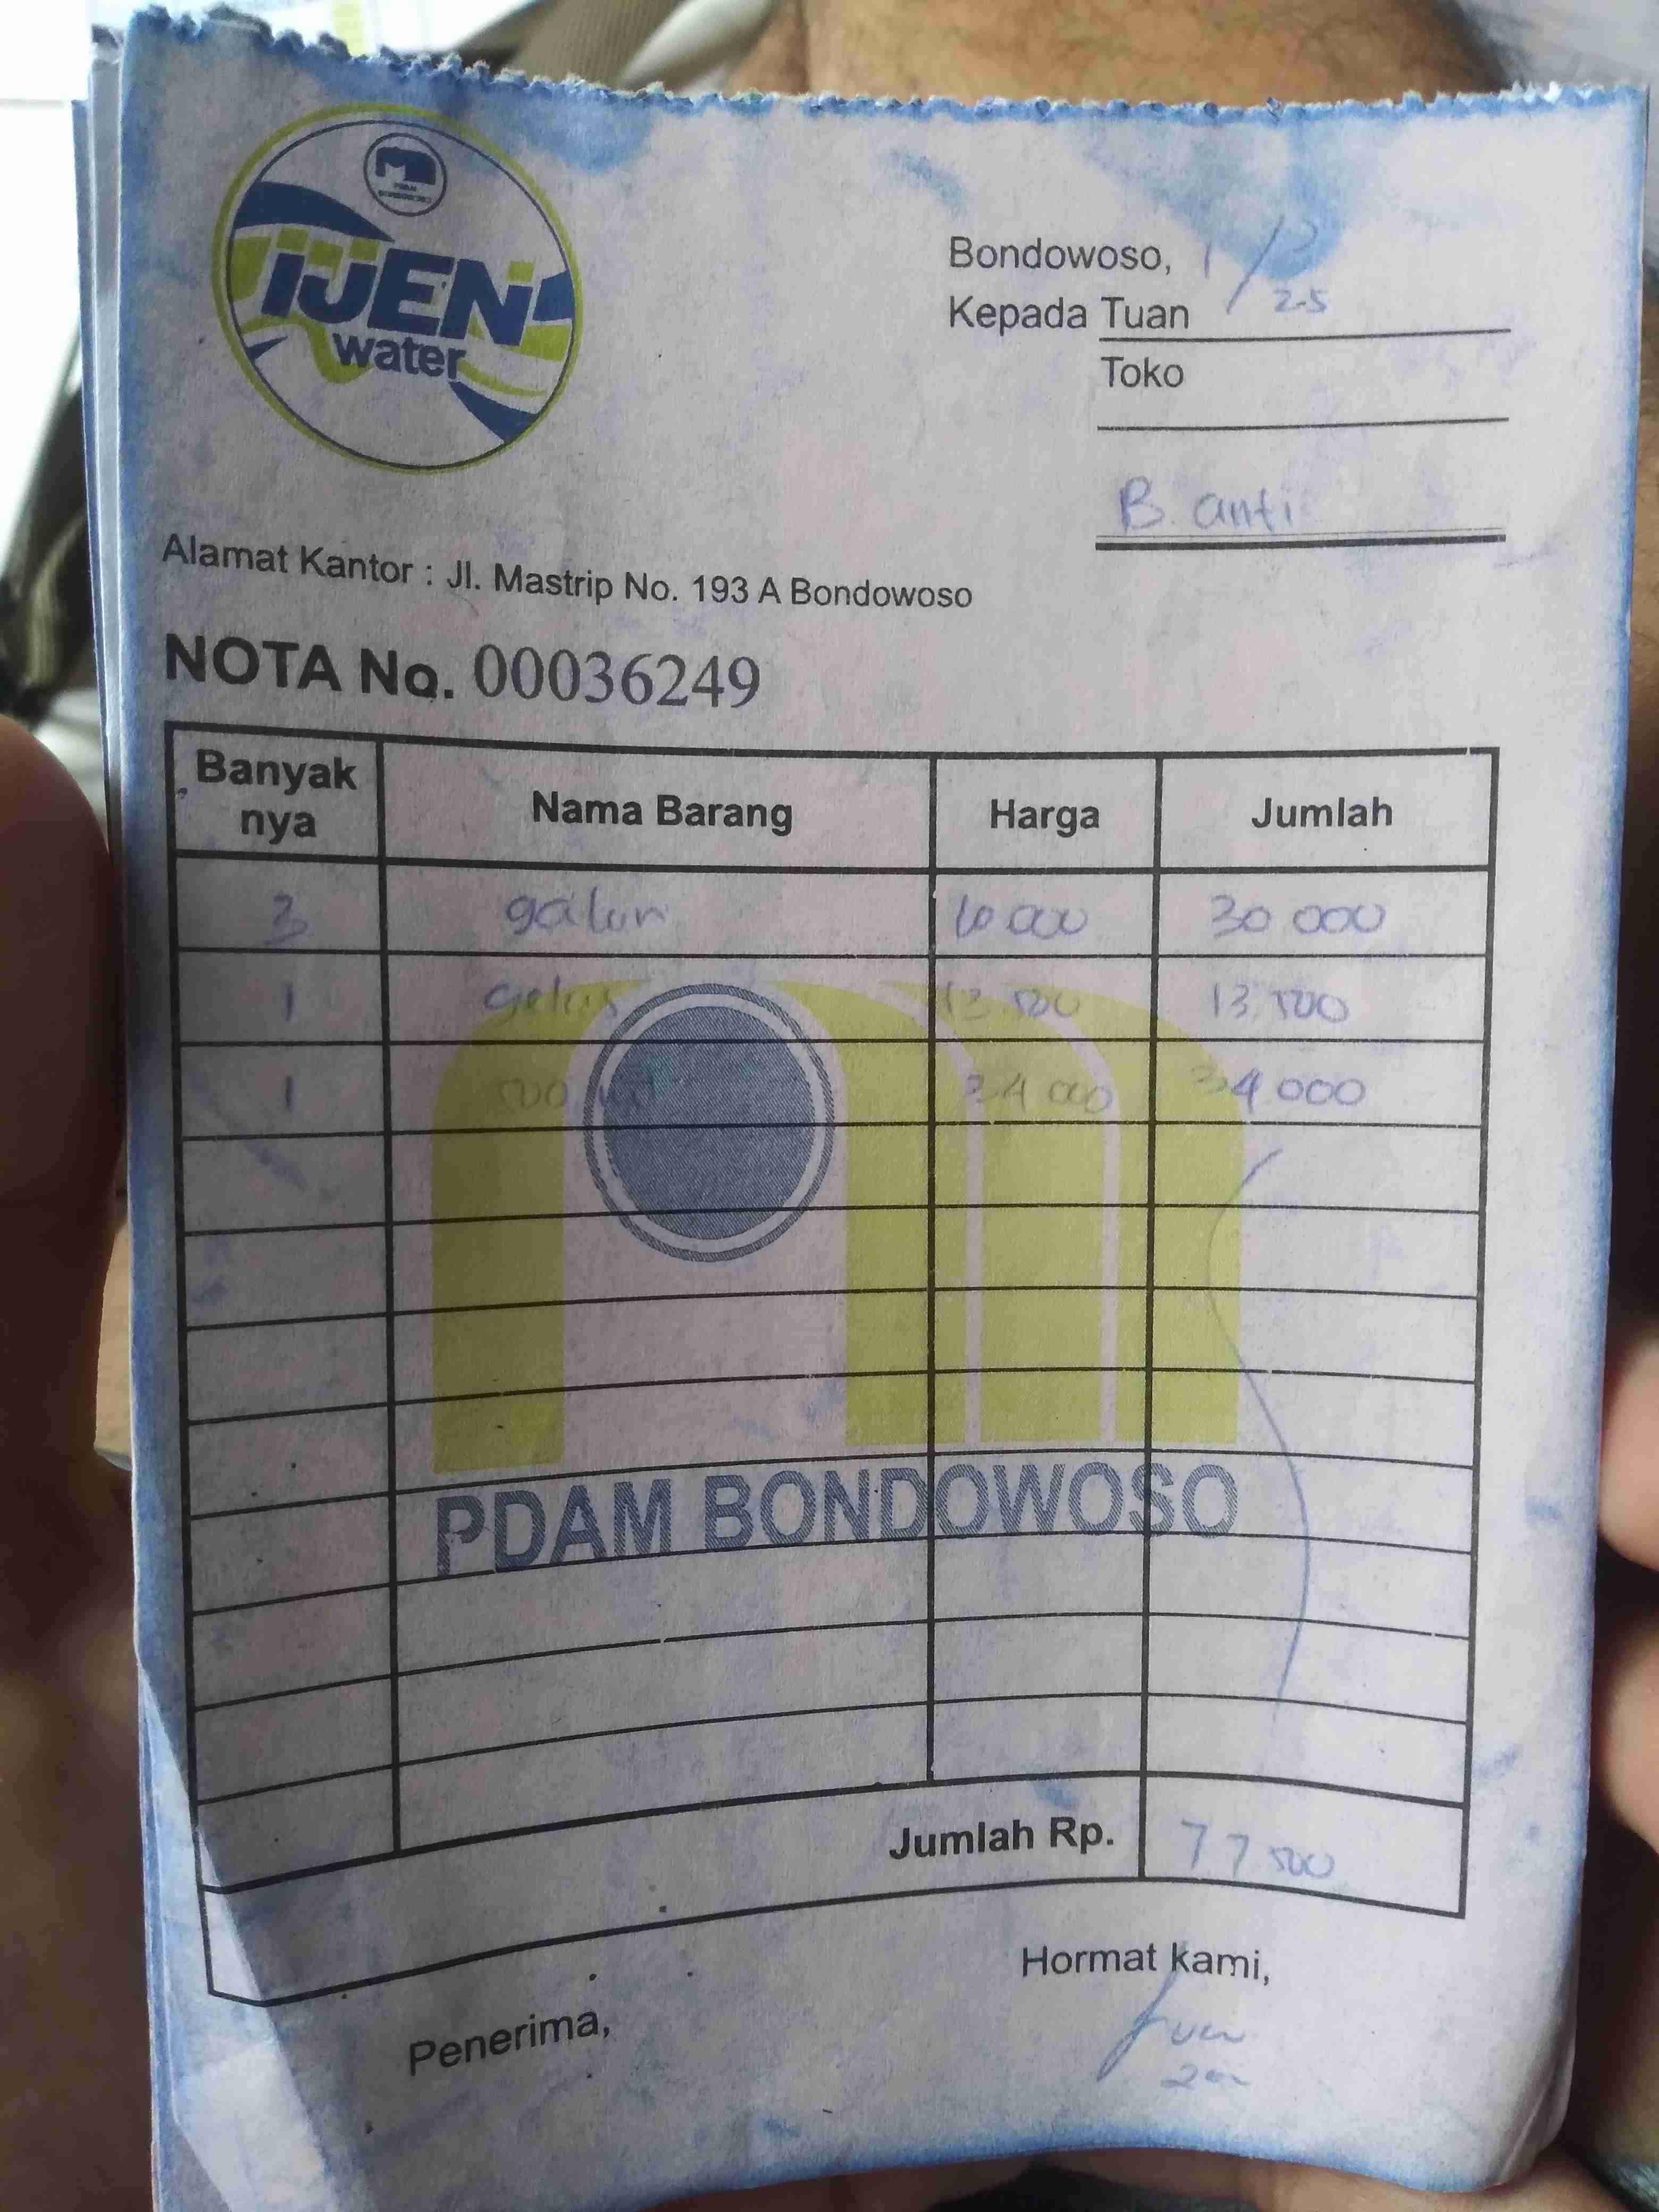 PDAM
BONDOWOSO
IJEN
water
Bondowoso, 1/3
25
Kepada Tuan
Toko
B. anti
Alamat Kantor : Jl. Mastrip No. 193 A Bondowoso
NOTA No. 00036249
Banyak nya Nama Barang Harga Jumlah
3 galon 10 000 30 000
1 gelas 13.500 13.500
1 500 ml 34 000 34 000
PDAM BONDOWOSO
Jumlah Rp. 77 500
Hormat kami,
Penerima,